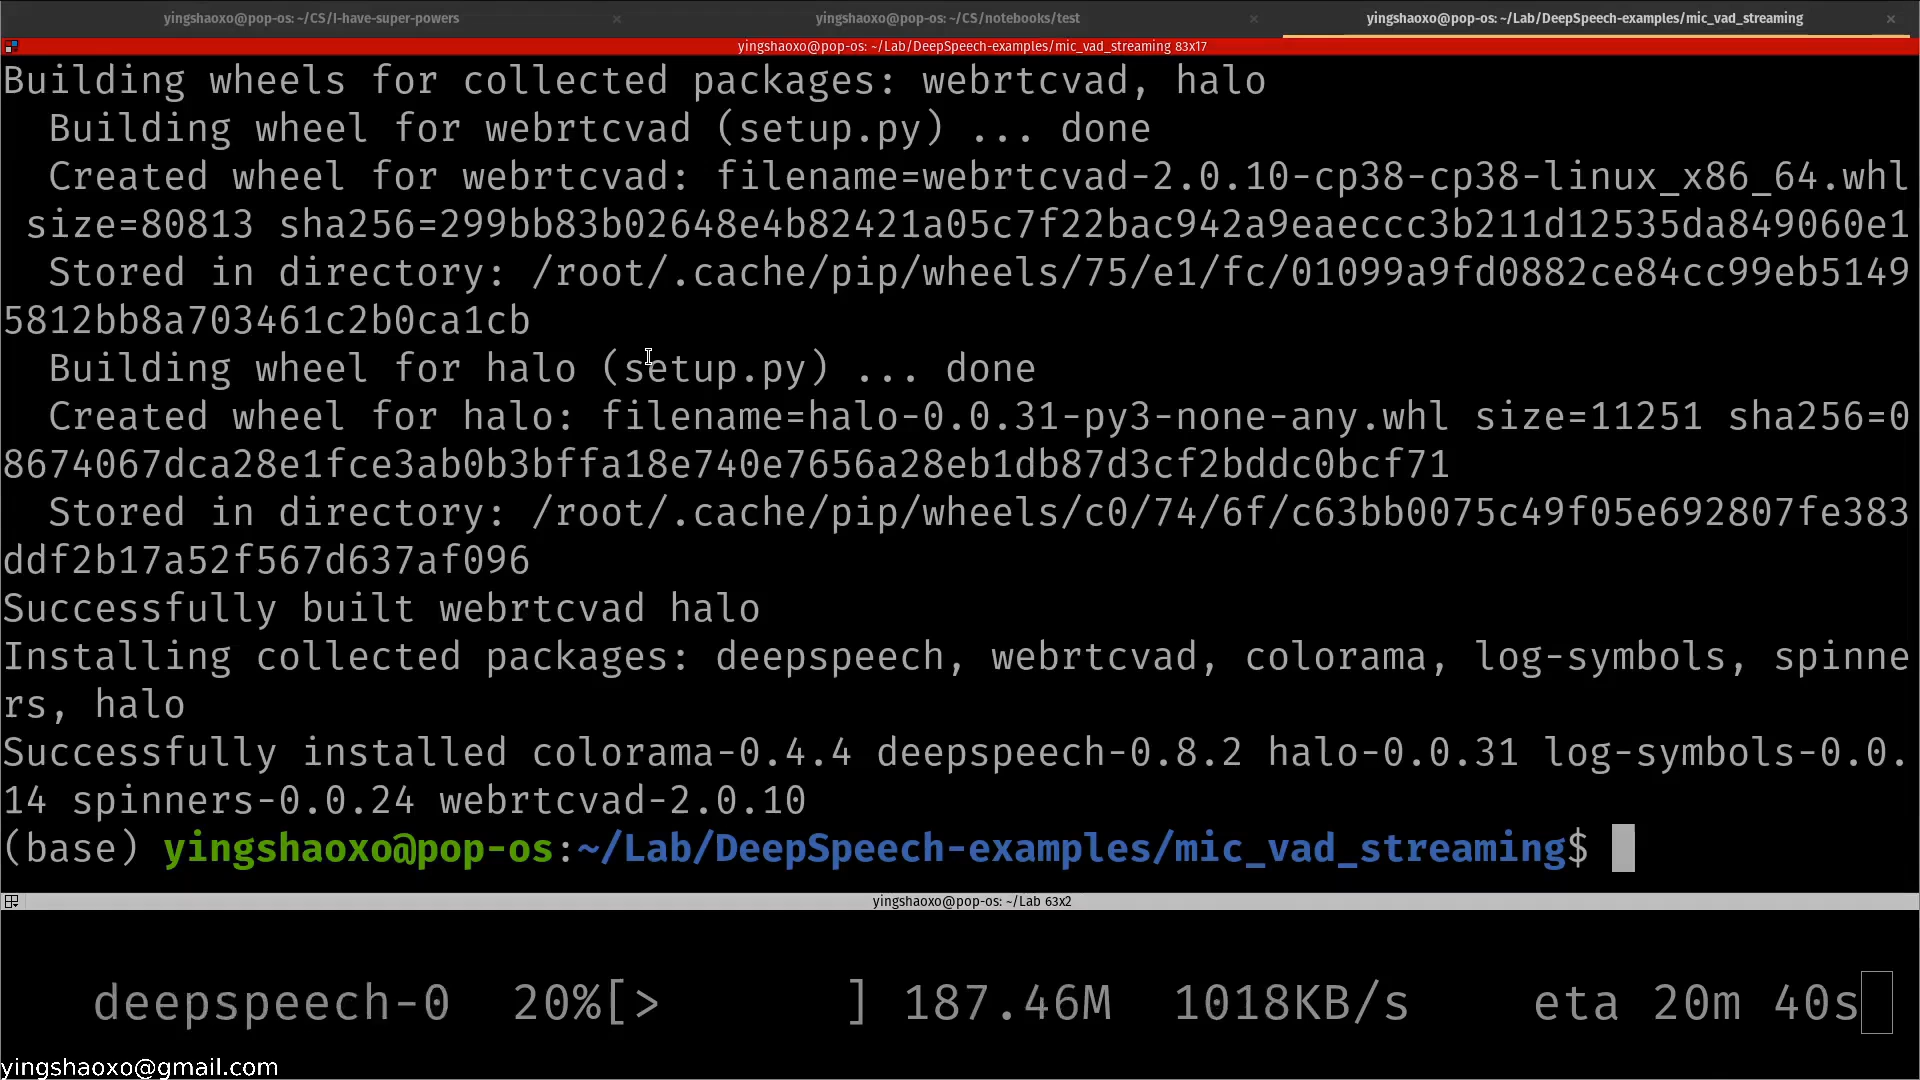 yingshaoxo@pop-os: ~/CS/I-have-super-powers × yingshaoxo@pop-os: ~/CS/notebooks/test × yingshaoxo@pop-os: ~/Lab/DeepSpeech-examples/mic_vad_streaming ×
yingshaoxo@pop-os: ~/Lab/DeepSpeech-examples/mic_vad_streaming 83x17
Building wheels for collected packages: webrtcvad, halo
  Building wheel for webrtcvad (setup.py) ... done
  Created wheel for webrtcvad: filename=webrtcvad-2.0.10-cp38-cp38-linux_x86_64.whl
 size=80813 sha256=299bb83b02648e4b82421a05c7f22bac942a9eaeccc3b211d12535da849060e1
  Stored in directory: /root/.cache/pip/wheels/75/e1/fc/01099a9fd0882ce84cc99eb5149
5812bb8a703461c2b0ca1cb
  Building wheel for halo (setup.py) ... done
  Created wheel for halo: filename=halo-0.0.31-py3-none-any.whl size=11251 sha256=0
8674067dca28e1fce3ab0b3bffa18e740e7656a28eb1db87d3cf2bddc0bcf71
  Stored in directory: /root/.cache/pip/wheels/c0/74/6f/c63bb0075c49f05e692807fe383
ddf2b17a52f567d637af096
Successfully built webrtcvad halo
Installing collected packages: deepspeech, webrtcvad, colorama, log-symbols, spinne
rs, halo
Successfully installed colorama-0.4.4 deepspeech-0.8.2 halo-0.0.31 log-symbols-0.0.
14 spinners-0.0.24 webrtcvad-2.0.10
(base) yingshaoxo@pop-os:~/Lab/DeepSpeech-examples/mic_vad_streaming$
yingshaoxo@pop-os: ~/Lab 63x2
deepspeech-0  20%[>        ] 187.46M  1018KB/s    eta 20m 40s
yingshaoxo@gmail.com